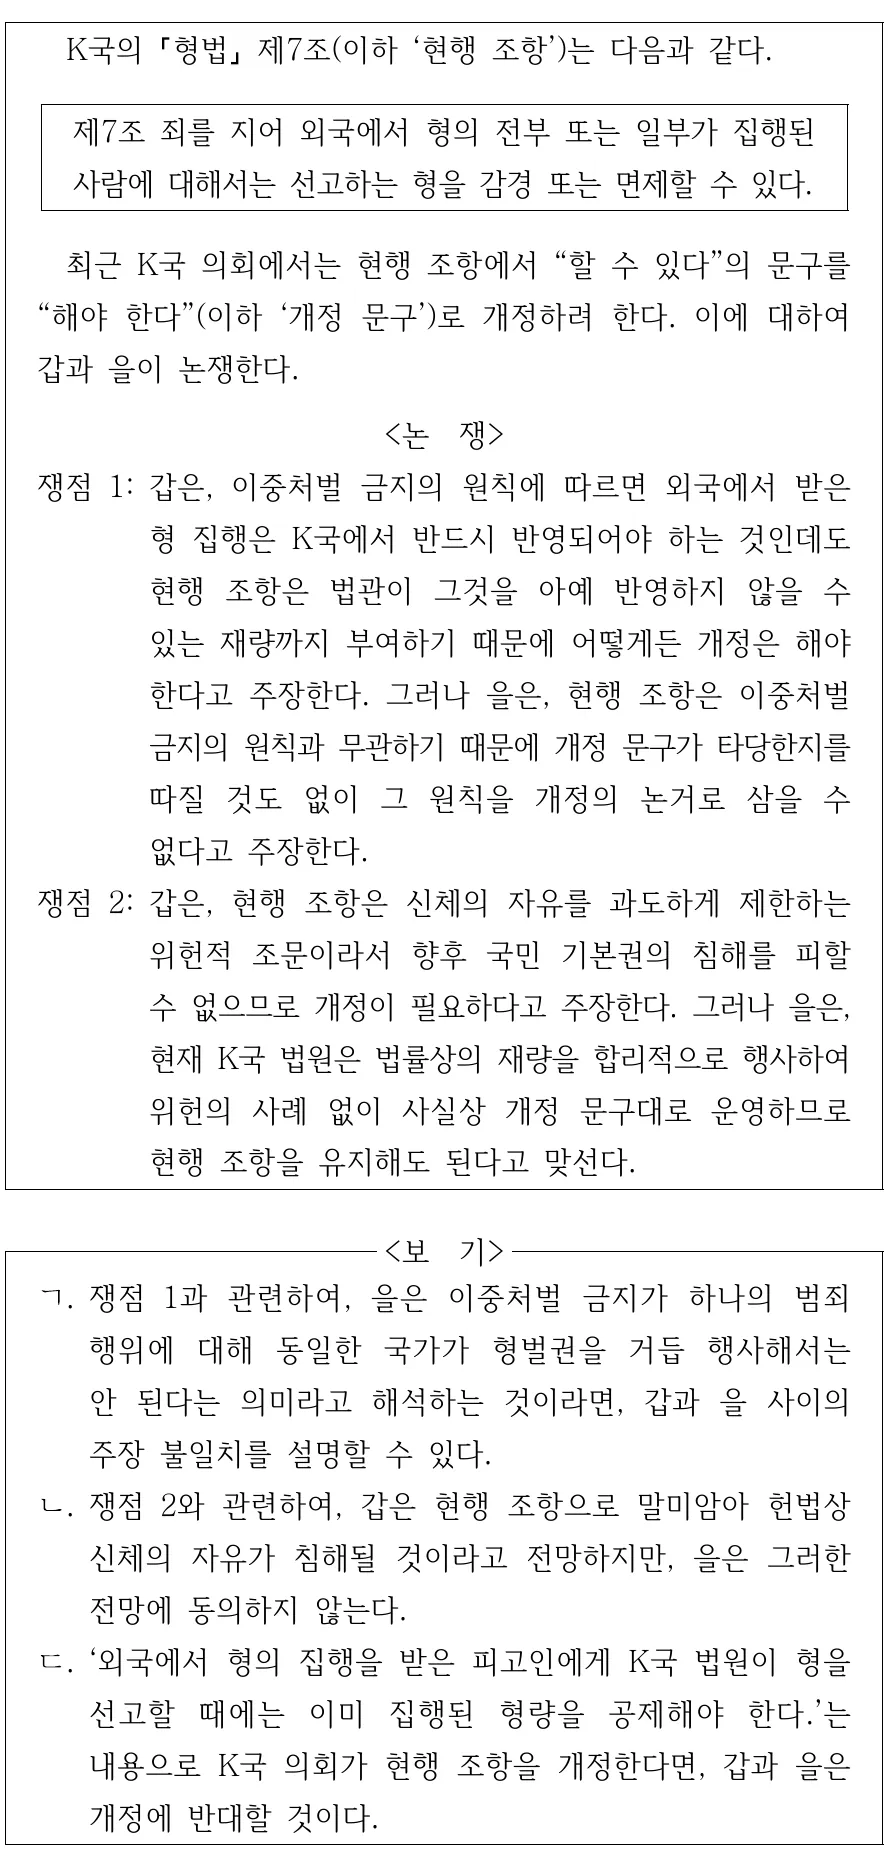 K국의「형법」제7조(이하 ‘현행 조항’)는 다음과 같다.
제7조 죄를 지어 외국에서 형의 전부 또는 일부가 집행된
사람에 대해서는 선고하는 형을 감경 또는 면제할 수 있다.
최근 K국 의회에서는 현행 조항에서 “할 수 있다”의 문구를
“해야 한다”(이하 ‘개정 문구’)로 개정하려 한다. 이에 대하여
갑과 을이 논쟁한다.
<논 쟁>
쟁점 1: 갑은, 이중처벌 금지의 원칙에 따르면 외국에서 받은
형 집행은 K국에서 반드시 반영되어야 하는 것인데도
현행 조항은 법관이 그것을 아예 반영하지 않을 수
있는 재량까지 부여하기 때문에 어떻게든 개정은 해야
한다고 주장한다. 그러나 을은, 현행 조항은 이중처벌
금지의 원칙과 무관하기 때문에 개정 문구가 타당한지를
따질 것도 없이 그 원칙을 개정의 논거로 삼을 수
없다고 주장한다.
쟁점 2: 갑은, 현행 조항은 신체의 자유를 과도하게 제한하는
위헌적 조문이라서 향후 국민 기본권의 침해를 피할
수 없으므로 개정이 필요하다고 주장한다. 그러나 을은,
현재 K국 법원은 법률상의 재량을 합리적으로 행사하여
위헌의 사례 없이 사실상 개정 문구대로 운영하므로
현행 조항을 유지해도 된다고 맞선다.
<보 기>
ㄱ. 쟁점 1과 관련하여, 을은 이중처벌 금지가 하나의 범죄
행위에 대해 동일한 국가가 형벌권을 거듭 행사해서는
안 된다는 의미라고 해석하는 것이라면, 갑과 을 사이의
주장 불일치를 설명할 수 있다.
ㄴ. 쟁점 2와 관련하여, 갑은 현행 조항으로 말미암아 헌법상
신체의 자유가 침해될 것이라고 전망하지만, 을은 그러한
전망에 동의하지 않는다.
ㄷ. ‘외국에서 형의 집행을 받은 피고인에게 K국 법원이 형을
선고할 때에는 이미 집행된 형량을 공제해야 한다.’는
내용으로 K국 의회가 현행 조항을 개정한다면, 갑과 을은
개정에 반대할 것이다.